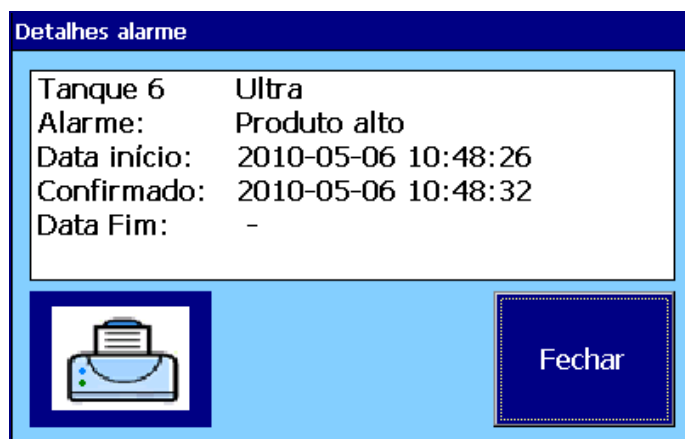 Detalhes alarme
Tanque 6 Ultra
Alarme: Produto alto
Data início: 2010-05-06 10:48:26
Confirmado: 2010-05-06 10:48:32
Data Fim: -
Fechar